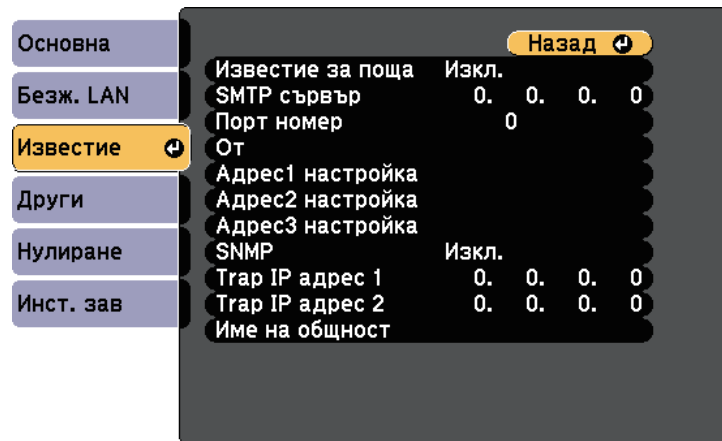 Основна
Безж. LAN
Известие
Други
Нулиране
Инст. зав
Назад
Известие за поща Изкл.
SMTP сървър 0. 0. 0. 0
Порт номер 0
От
Адрес1 настройка
Адрес2 настройка
Адрес3 настройка
SNMP Изкл.
Trap IP адрес 1 0. 0. 0. 0
Trap IP адрес 2 0. 0. 0. 0
Име на общност